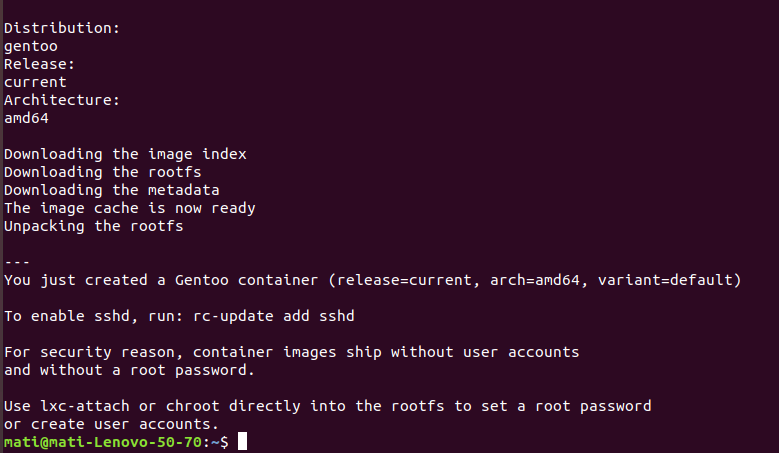 Distribution:
gentoo
Release:
current
Architecture:
amd64
Downloading the image index
Downloading the rootfs
Downloading the metadata
The image cache is now ready
Unpacking the rootfs
---
You just created a Gentoo container (release=current, arch=amd64, variant=default)
To enable sshd, run: rc-update add sshd
For security reason, container images ship without user accounts
and without a root password.
Use lxc-attach or chroot directly into the rootfs to set a root password
or create user accounts.
mati@mati-Lenovo-50-70:~$